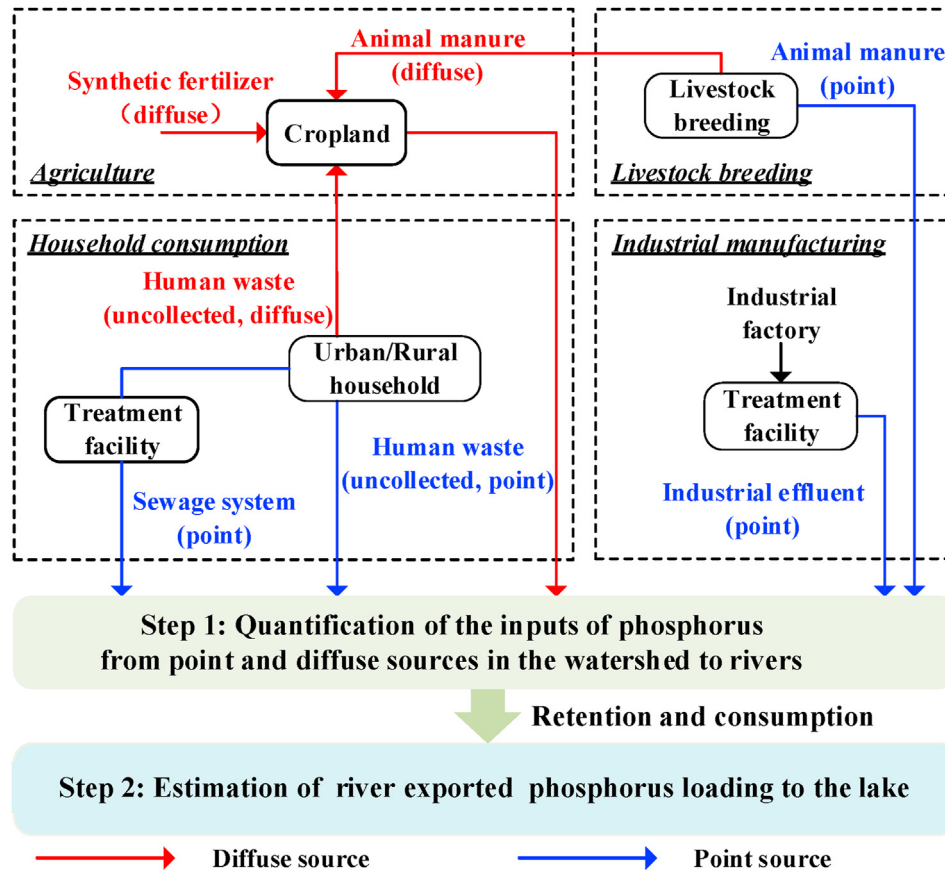 Animal manure
(diffuse)
Synthetic fertilizer
（diffuse）
Cropland
Agriculture
Animal manure
(point)
Livestock
breeding
Livestock breeding
Household consumption
Human waste
(uncollected, diffuse)
Urban/Rural
household
Treatment
facility
Human waste
(uncollected, point)
Sewage system
(point)
Industrial manufacturing
Industrial
factory
Treatment
facility
Industrial effluent
(point)
Step 1: Quantification of the inputs of phosphorus
from point and diffuse sources in the watershed to rivers
Retention and consumption
Step 2: Estimation of river exported phosphorus loading to the lake
Diffuse source
Point source